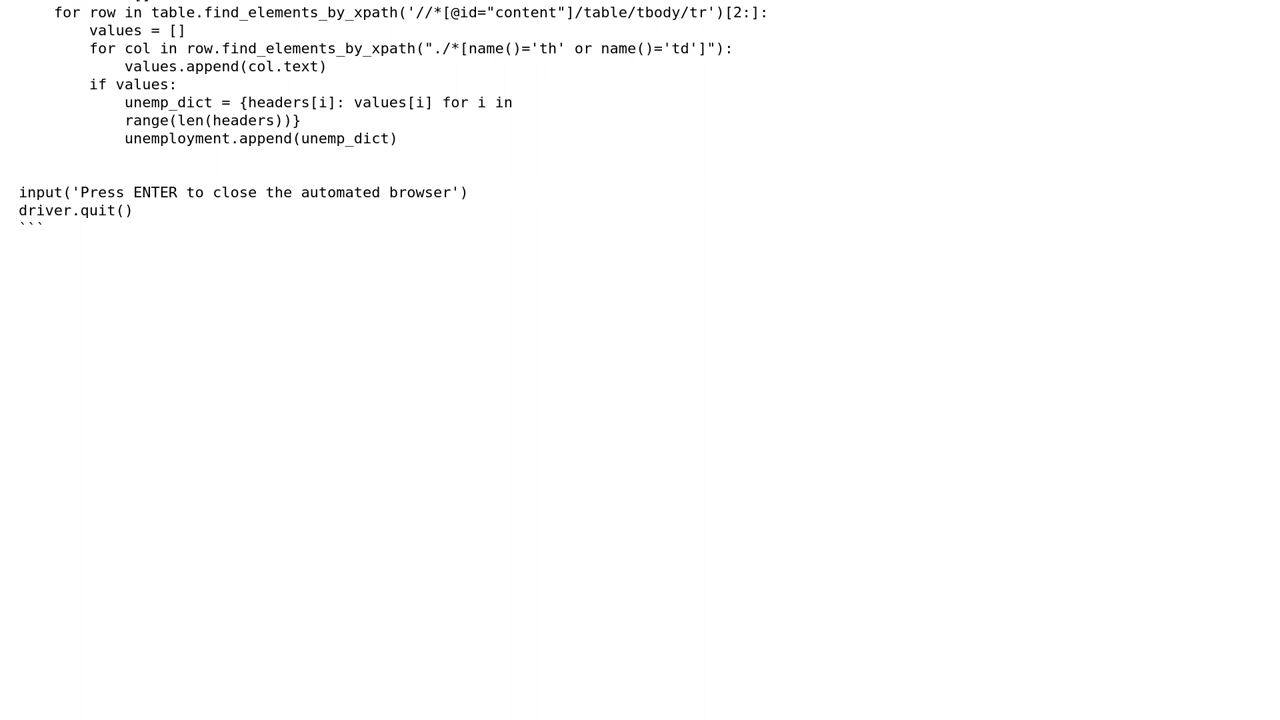 for row in table.find_elements_by_xpath('//*[@id="content"]/table/tbody/tr')[2:]:
        values = []
        for col in row.find_elements_by_xpath("./*[name()='th' or name()='td']"):
            values.append(col.text)
        if values:
            unemp_dict = {headers[i]: values[i] for i in
            range(len(headers))}
            unemployment.append(unemp_dict)
input('Press ENTER to close the automated browser')
driver.quit()
```